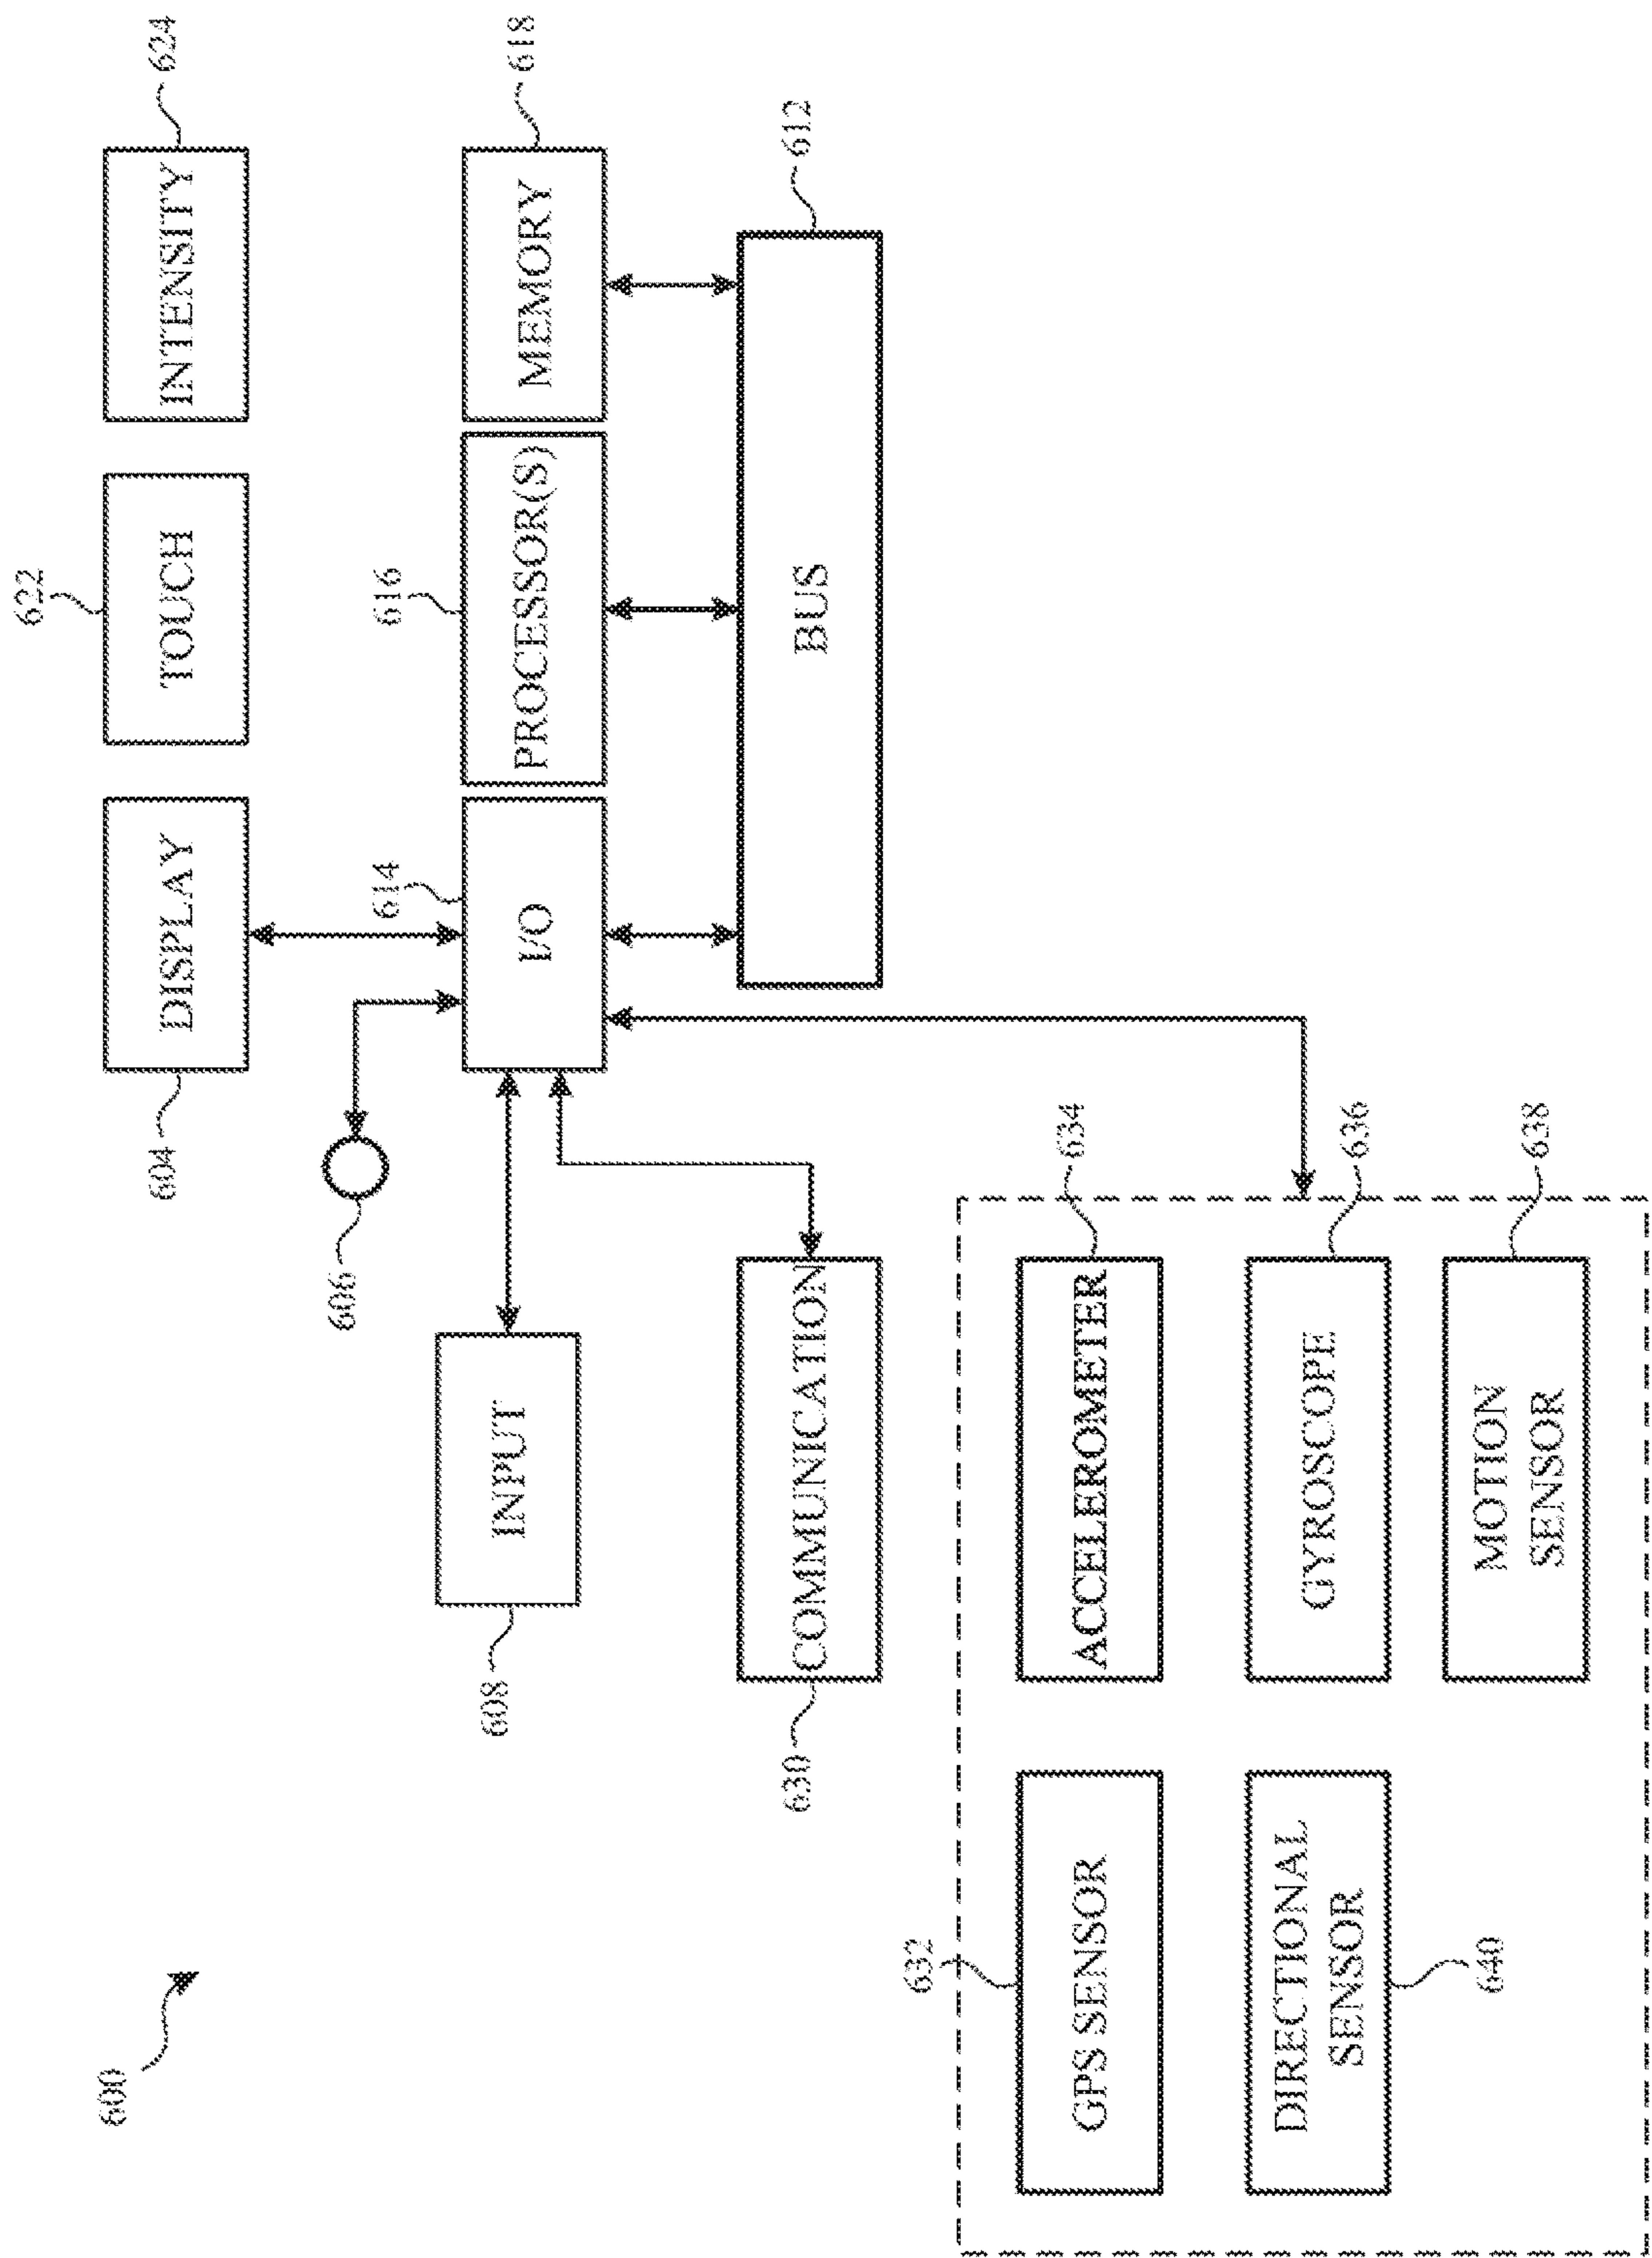 600
622
604
DISPLAY
TOUCH
INTENSITY
624
606
614
616
608
INPUT
I/O
PROCESSOR(S)
MEMORY
618
630
COMMUNICATION
BUS
612
632
GPS SENSOR
ACCELEROMETER
634
DIRECTIONAL
SENSOR
GYROSCOPE
636
640
MOTION
SENSOR
638